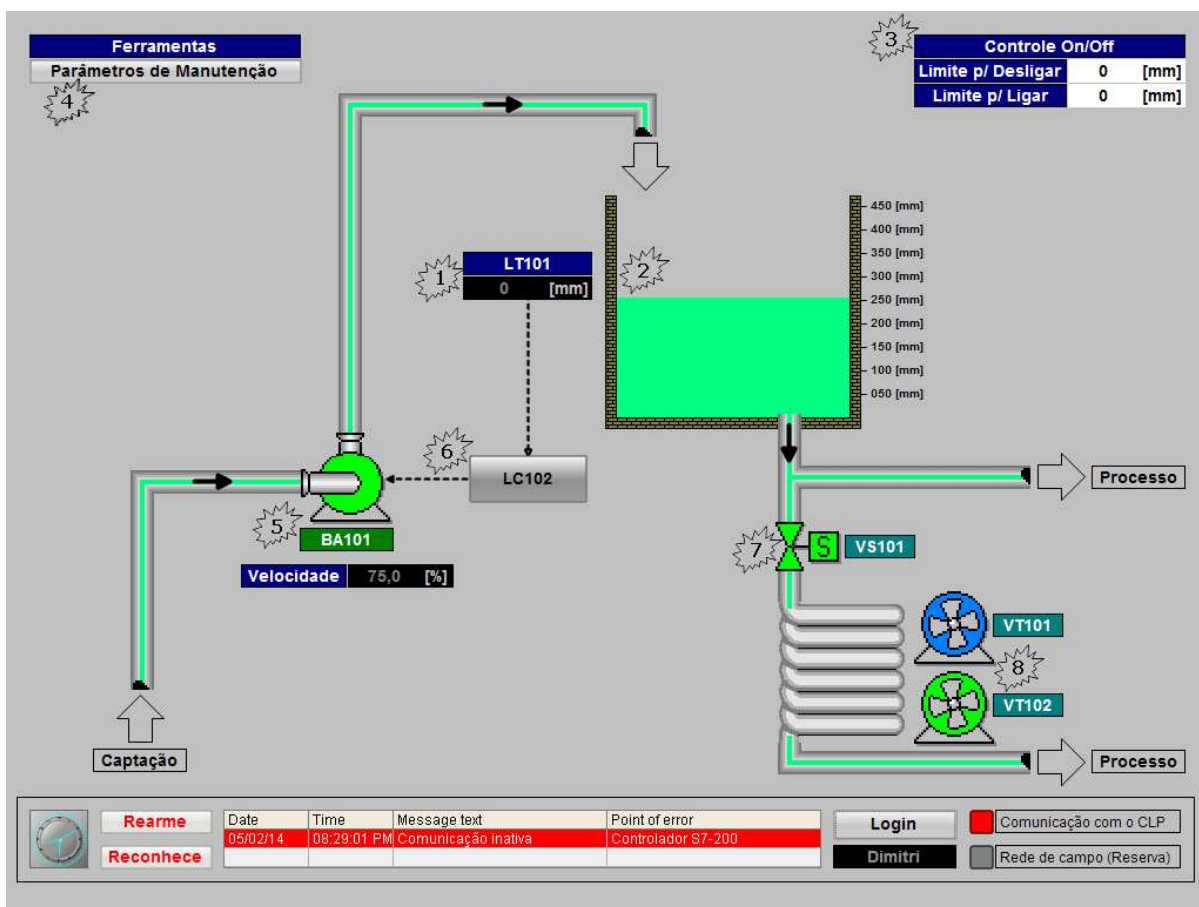 Ferramentas
Parâmetros de Manutenção
4
3
Controle On/Off
Limite p/ Desligar 0 [mm]
Limite p/ Ligar 0 [mm]
450 [mm]
400 [mm]
350 [mm]
300 [mm]
250 [mm]
200 [mm]
150 [mm]
100 [mm]
050 [mm]
1
LT101
0 [mm]
2
6
LC102
5
BA101
Velocidade 75,0 [%]
Processo
7
S
VS101
VT101
8
VT102
Captação
Processo
Rearme
Reconhece
Date Time Message text Point of error
05/02/14 08:29:01 PM Comunicação inativa Controlador S7-200
Login
Dimitri
Comunicação com o CLP
Rede de campo (Reserva)